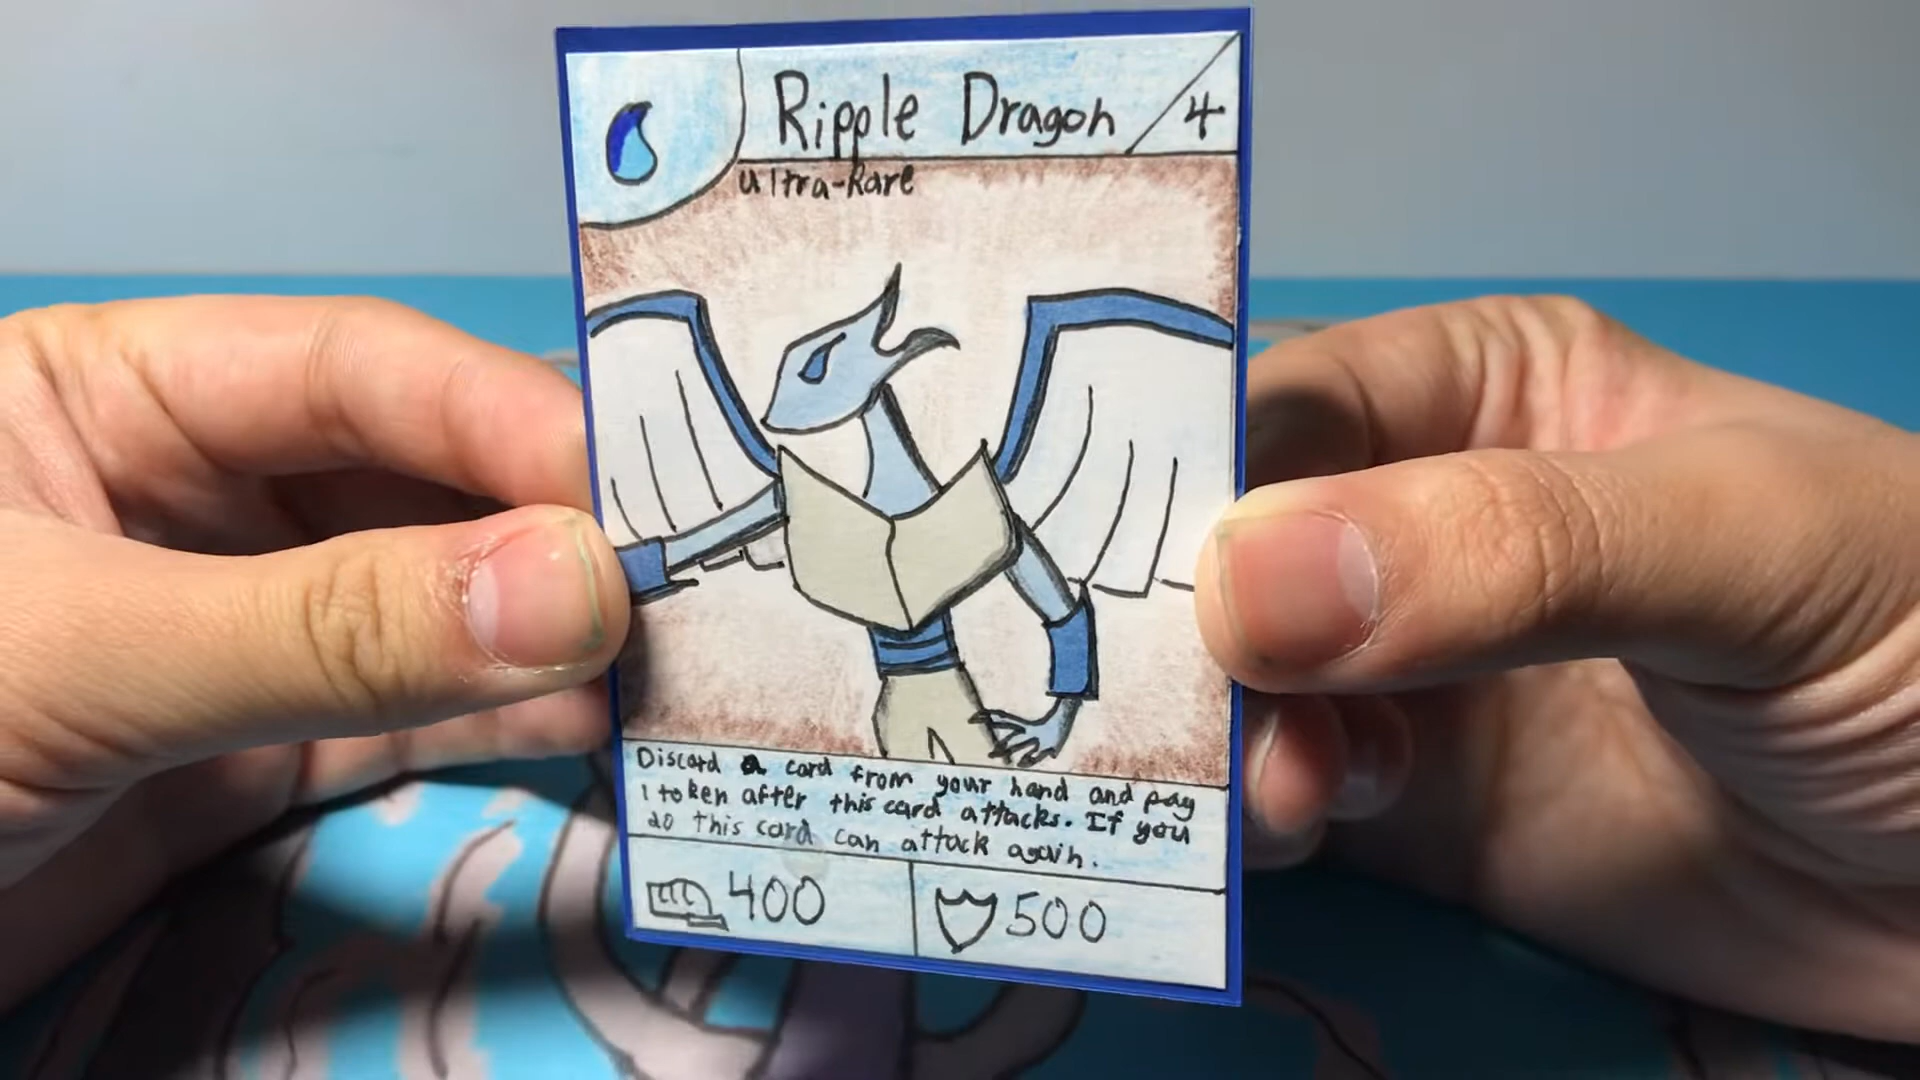 Ripple Dragon 4
Ultra-Rare
Discard a card from your hand and pay
1 token after this card attacks. If you
do this card can attack again.
400 500